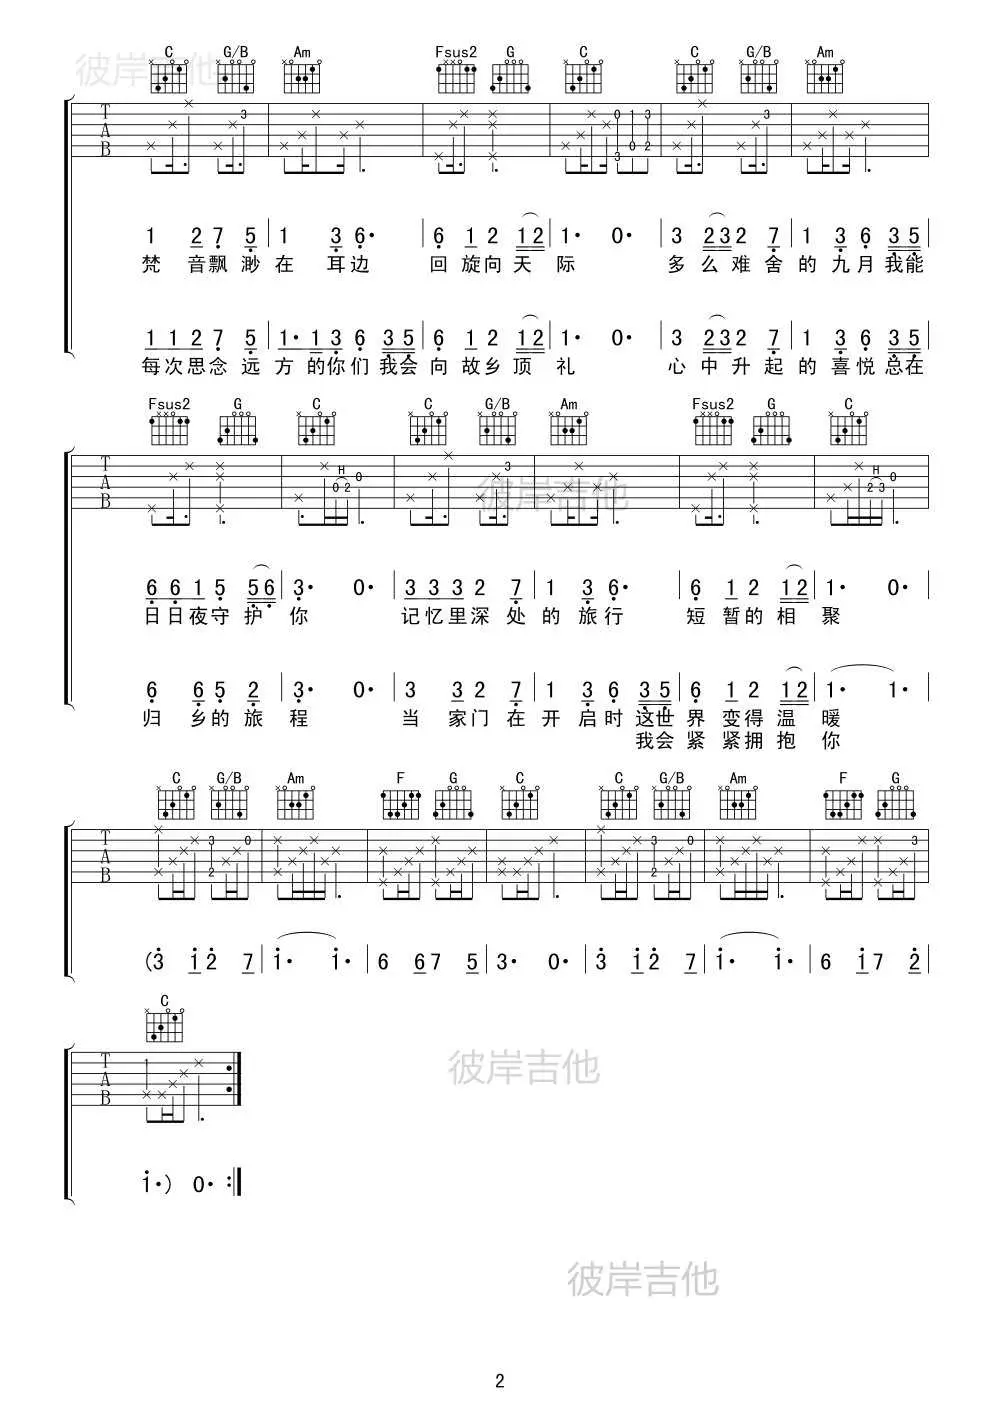 彼岸吉他
C G/B Am Fsus2 G C C G/B Am
T 3 0 1 3 3
A
B 3 0 2
1 2 7 5 | 1 3 6· | 6 1 2 1 2 | 1· 0· | 3 2 3 2 7 | 1 3 6 3 5 |
梵 音飘 渺 在 耳边 回 旋向 天 际 多 么 难 舍 的 九 月 我能
1 1 2 7 5 | 1· 1 3 6 3 5 | 6 1 2 1 2 | 1· 0· | 3 2 3 2 7 | 1 3 6 3 5 |
每次思念 远 方 的你们 我会 向 故乡 顶 礼 心 中 升 起 的 喜 悦 总在
Fsus2 G C C G/B Am Fsus2 G C
T H 3 H
A 0 2 0 2 3 0
B
彼岸吉他
6 6 1 5 5 6 | 3· 0· | 3 3 3 2 7 | 1 3 6· | 6 1 2 1 2 | 1· 0· |
日日夜守 护 你 记忆里深 处 的 旅行 短 暂的 相 聚
6 6 5 2 | 3· 0· | 3 3 2 7 | 1 3 6 3 5 | 6 1 2 1 2 | 1· 1· |
归 乡的 旅 程 当 家门 在 开 启时 这世 界 变得 温 暖
我会 紧 紧拥 抱 你
C G/B Am F G C C G/B Am F G
T 3 0 3 0 3
A
B 2 2
(3 1 2 7 | 1· 1· | 6 6 7 5 | 3· 0· | 3 1 2 7 | 1· 1· | 6 1 7 2 |
C
T 1
A
B
彼岸吉他
1·) 0· :||
彼岸吉他
2